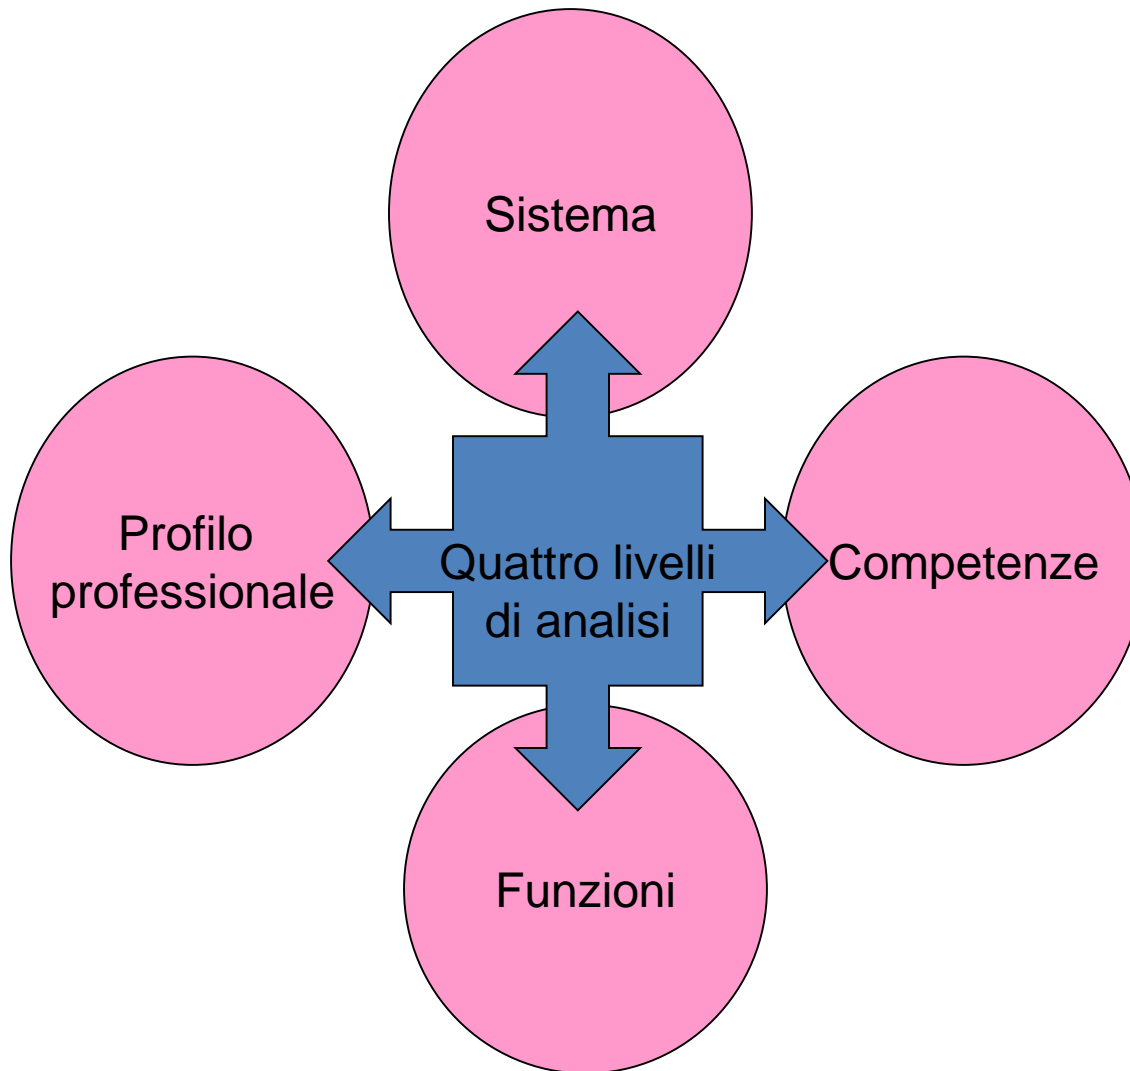 Sistema
Profilo
professionale
Quattro livelli
di analisi
Competenze
Funzioni